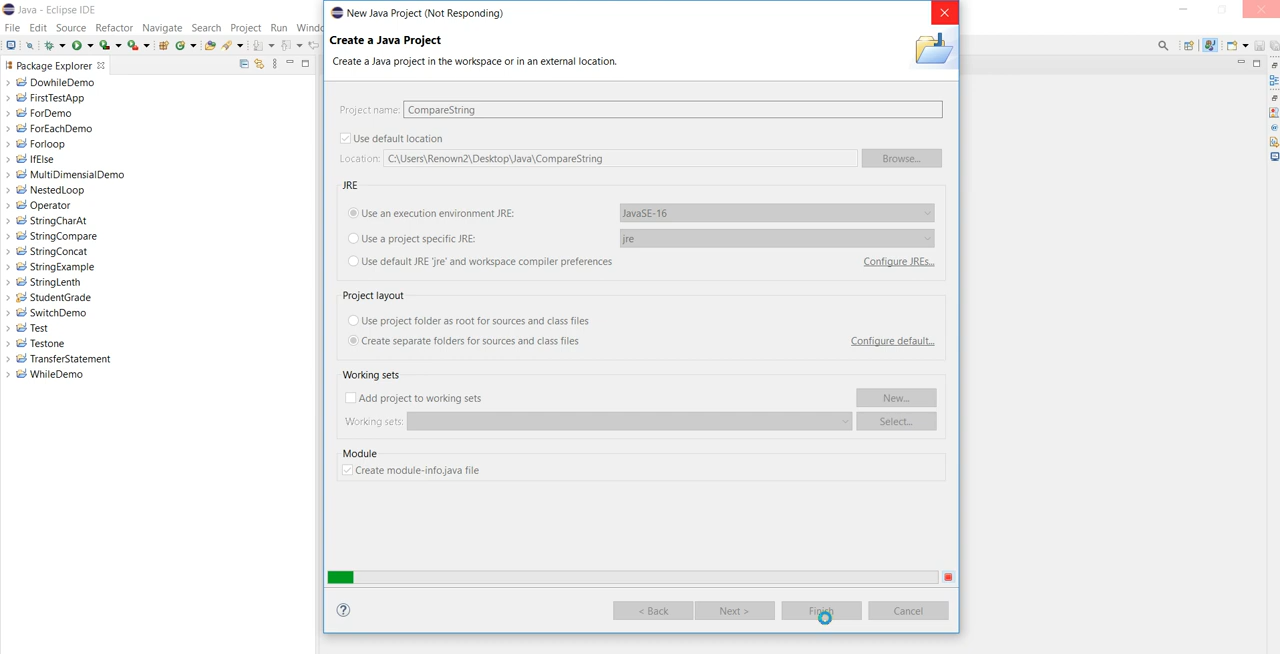 Java - Eclipse IDE
File Edit Source Refactor Navigate Search Project Run Windo
Package Explorer
DowhileDemo
FirstTestApp
ForDemo
ForEachDemo
Forloop
IfElse
MultiDimensialDemo
NestedLoop
Operator
StringCharAt
StringCompare
StringConcat
StringExample
StringLenth
StudentGrade
SwitchDemo
Test
Testone
TransferStatement
WhileDemo
New Java Project (Not Responding)
Create a Java Project
Create a Java project in the workspace or in an external location.
Project name: CompareString
Use default location
Location: C:\Users\Renown2\Desktop\Java\CompareString Browse...
JRE
Use an execution environment JRE: JavaSE-16
Use a project specific JRE: jre
Use default JRE 'jre' and workspace compiler preferences Configure JREs...
Project layout
Use project folder as root for sources and class files
Create separate folders for sources and class files Configure default...
Working sets
Add project to working sets New...
Working sets: Select...
Module
Create module-info.java file
< Back Next > Finish Cancel